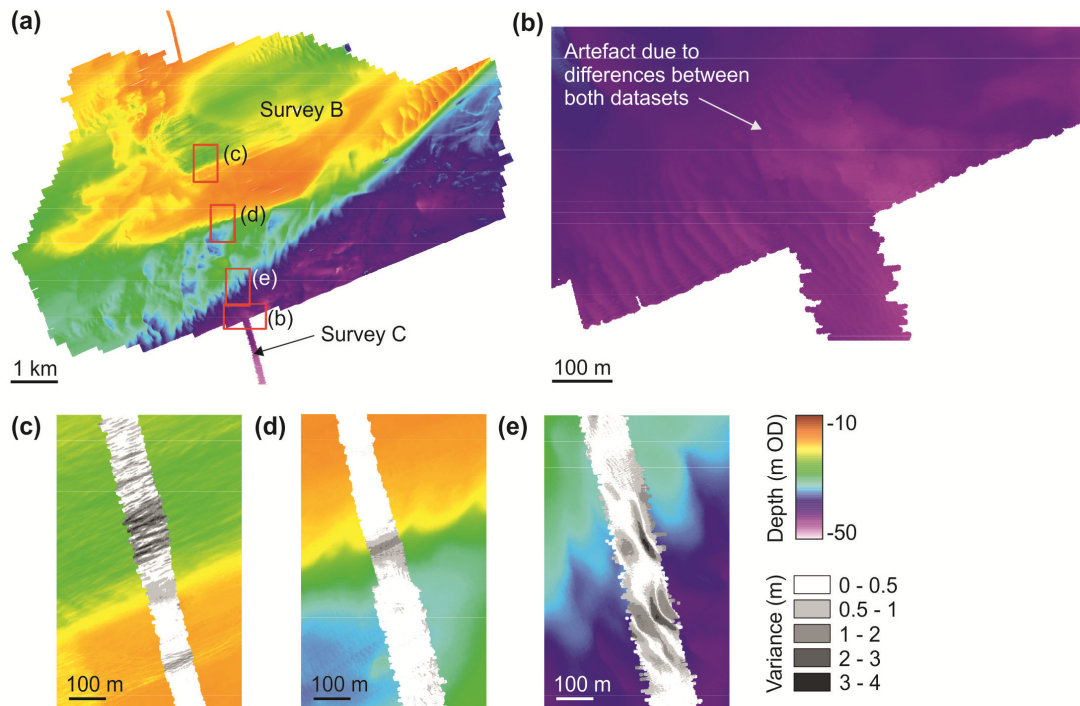 (a)
Survey B
(c)
(d)
(e)
(b)
Survey C
1 km
(b)
Artefact due to
differences between
both datasets
100 m
(c)
100 m
(d)
100 m
(e)
100 m
Depth (m OD)
-10
-50
Variance (m)
0 - 0.5
0.5 - 1
1 - 2
2 - 3
3 - 4